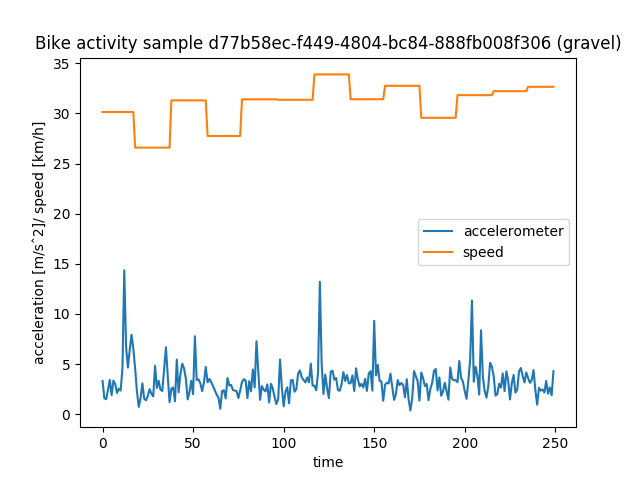 Bike activity sample d77b58ec-f449-4804-bc84-888fb008f306 (gravel)
35
30
25
20
15
10
5
0
acceleration [m/s^2]/ speed [km/h]
accelerometer
speed
0
50
100
150
200
250
time